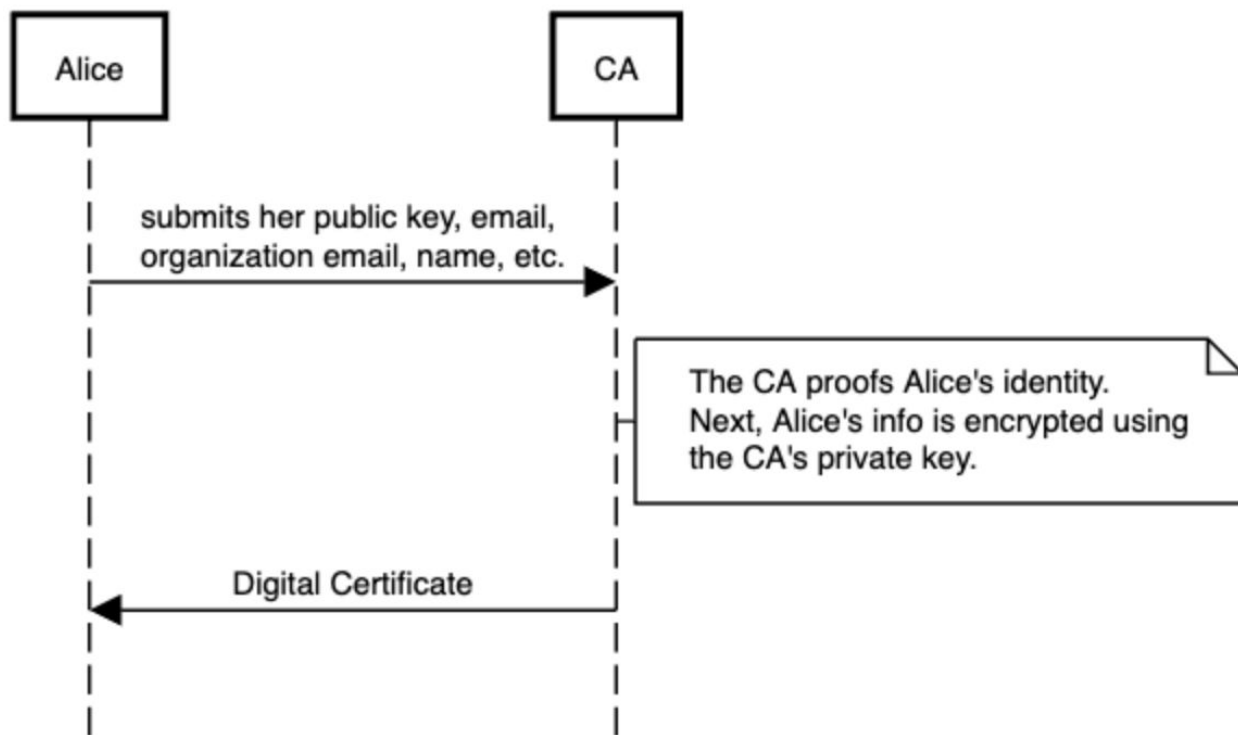 Alice
CA
submits her public key, email,
organization email, name, etc.
The CA proofs Alice's identity.
Next, Alice's info is encrypted using
the CA's private key.
Digital Certificate